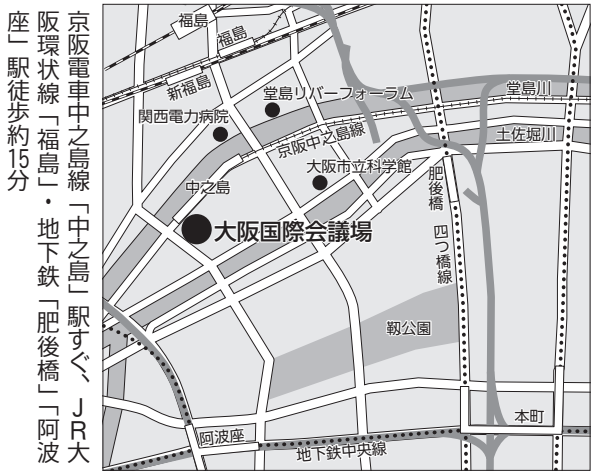 京阪電車中之島線「中之島」駅すぐ、JR大
阪環状線「福島」・地下鉄「肥後橋」「阿波
座」駅徒歩約15分
福島
福島
新福島
堂島リバーフォーラム
堂島川
関西電力病院
京阪中之島線
土佐堀川
大阪市立科学館
中之島
肥後橋
四つ橋線
大阪国際会議場
靱公園
本町
阿波座
地下鉄中央線